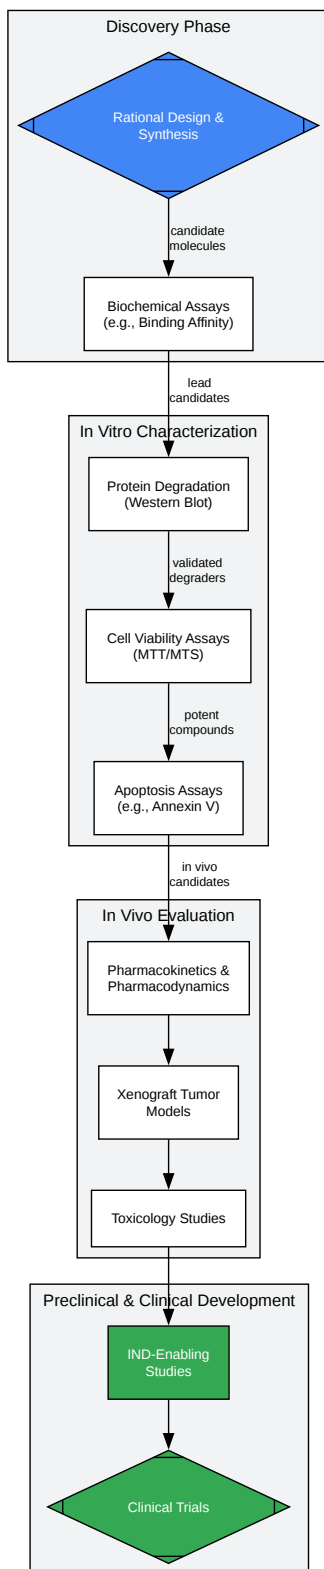 Discovery Phase
Rational Design &
Synthesis
candidate
molecules
Biochemical Assays
(e.g., Binding Affinity)
lead
candidates
In Vitro Characterization
Protein Degradation
(Western Blot)
validated
degraders
Cell Viability Assays
(MTT/MTS)
potent
compounds
Apoptosis Assays
(e.g., Annexin V)
in vivo
candidates
In Vivo Evaluation
Pharmacokinetics &
Pharmacodynamics
Xenograft Tumor
Models
Toxicology Studies
Preclinical & Clinical Development
IND-Enabling
Studies
Clinical Trials